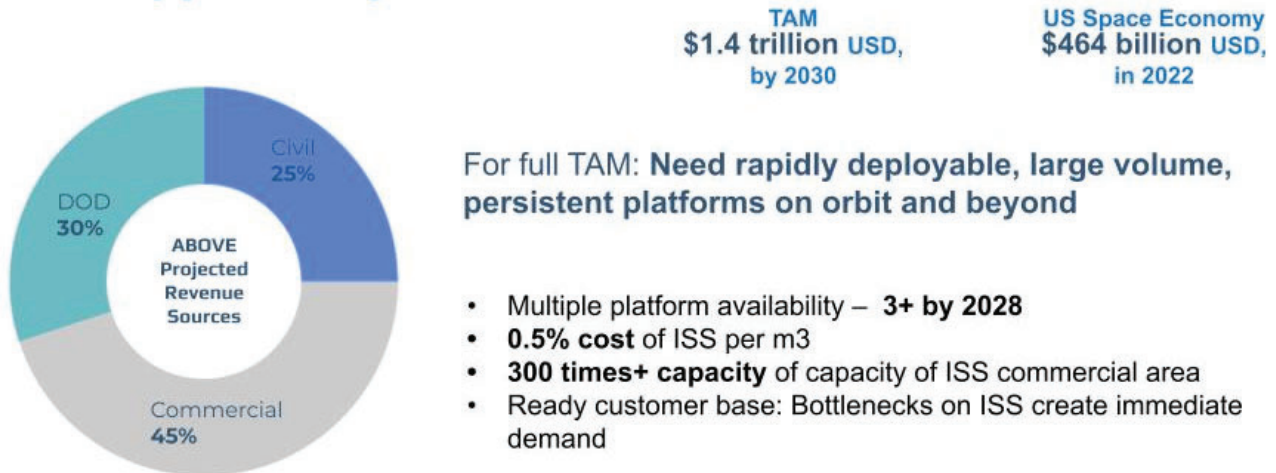 TAM
$1.4 trillion USD,
by 2030
US Space Economy
$464 billion USD,
in 2022
Civil
25%
DOD
30%
ABOVE
Projected
Revenue
Sources
Commercial
45%
For full TAM: Need rapidly deployable, large volume,
persistent platforms on orbit and beyond
• Multiple platform availability – 3+ by 2028
• 0.5% cost of ISS per m3
• 300 times+ capacity of capacity of ISS commercial area
• Ready customer base: Bottlenecks on ISS create immediate
demand